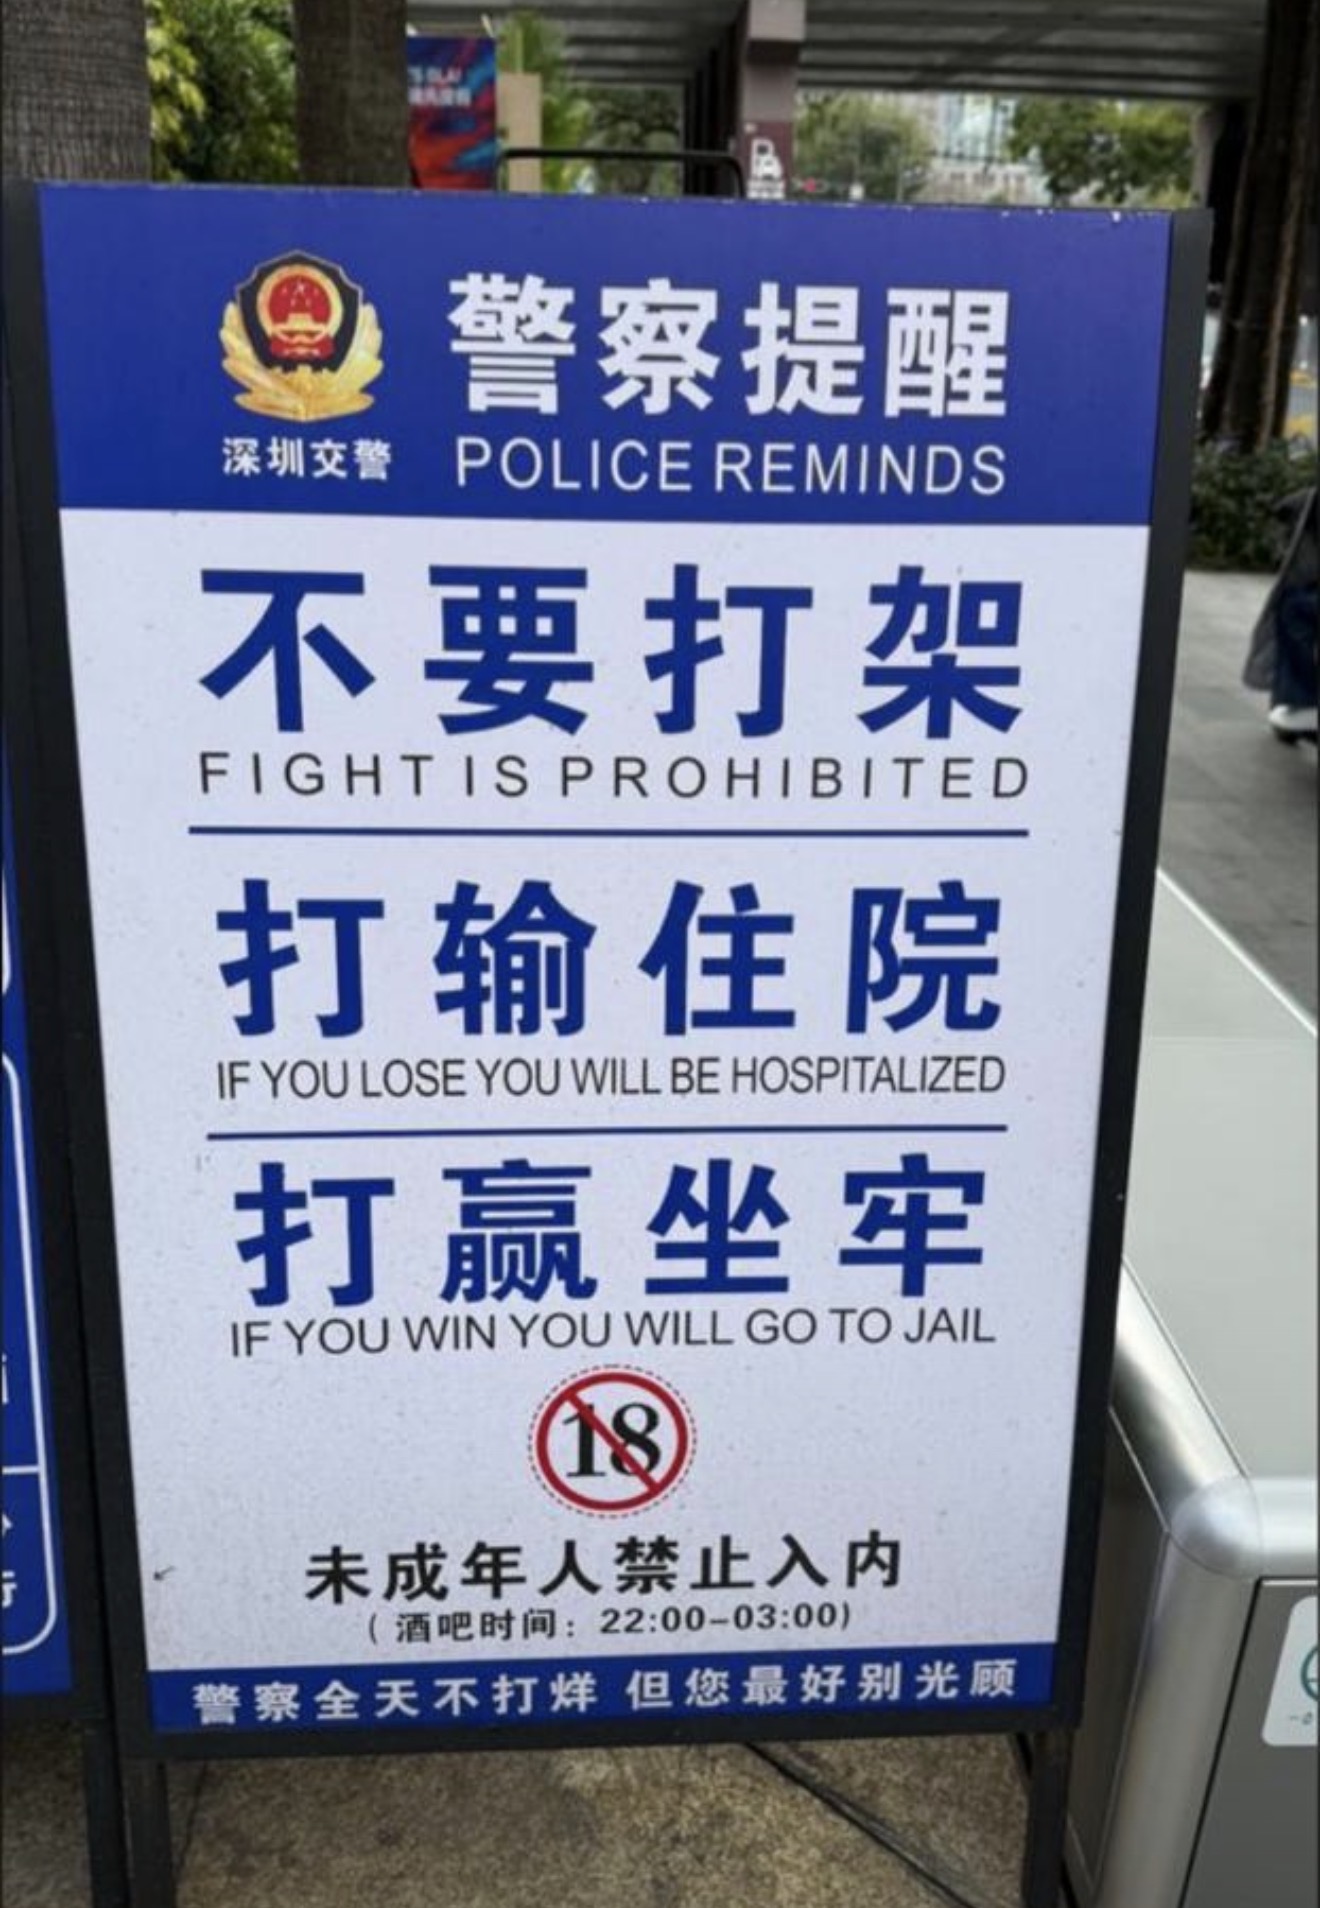 警察提醒
深圳交警
POLICE REMINDS
不要打架
FIGHT IS PROHIBITED
打输住院
IF YOU LOSE YOU WILL BE HOSPITALIZED
打赢坐牢
IF YOU WIN YOU WILL GO TO JAIL
18
未成年人禁止入内
(酒吧时间：22:00-03:00)
警察全天不打烊 但您最好别光顾